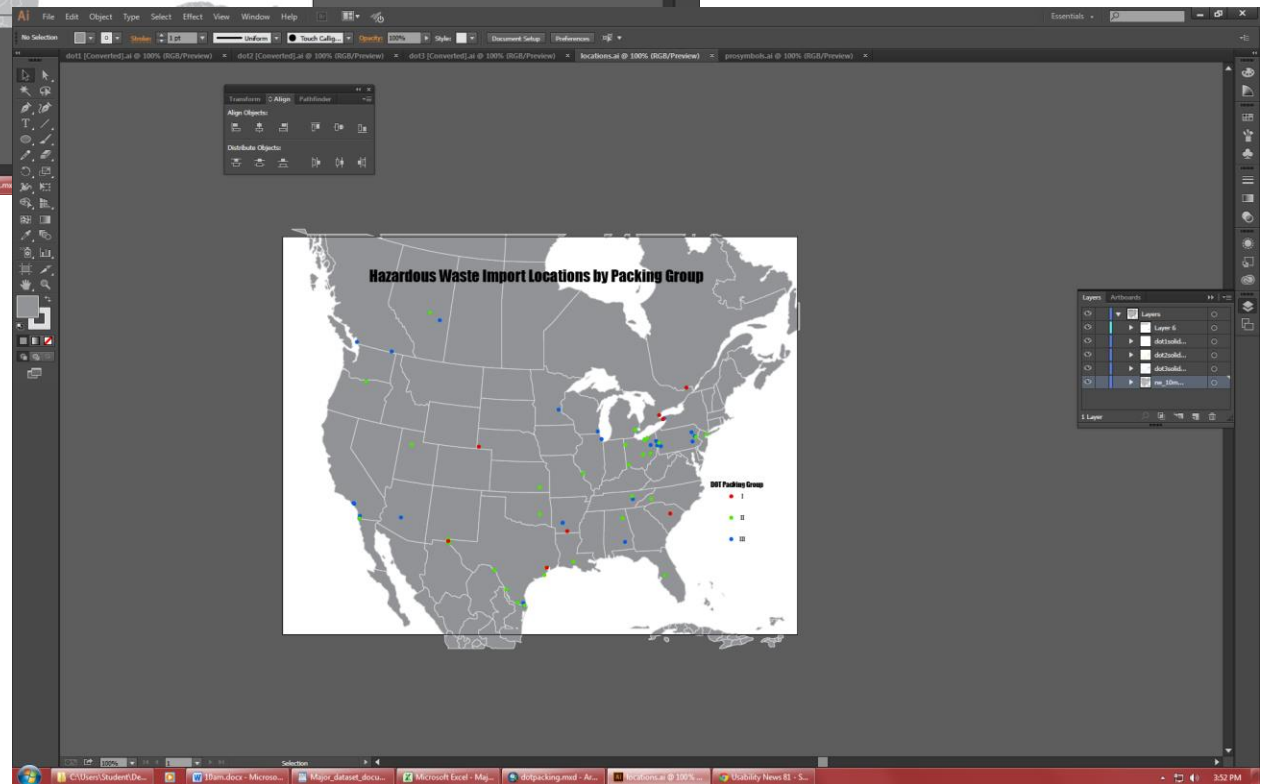 Ai File Edit Object Type Select Effect View Window Help
Essentials
No Selection Stroke: 1 pt Uniform Touch Callig... Opacity: 100% Style: Document Setup Preferences
dot1 [Converted].ai @ 100% (RGB/Preview) × dot2 [Converted].ai @ 100% (RGB/Preview) × dot3 [Converted].ai @ 100% (RGB/Preview) × locations.ai @ 100% (RGB/Preview) × prosymbols.ai @ 100% (RGB/Preview) ×
Transform Align Pathfinder
Align Objects:
Distribute Objects:
Hazardous Waste Import Locations by Packing Group
DOT Packing Group
I
II
III
Layers Artboards
Layers
Layer 6
dot1solid...
dot2solid...
dot3solid...
ne_10m...
1 Layer
100% 1 Selection
C:\Users\Student\De... 10am.docx - Microso... Major_dataset_docu... Microsoft Excel - Maj... dotpacking.mxd - Ar... locations.ai @ 100% ... Usability News 81 - S... 3:52 PM